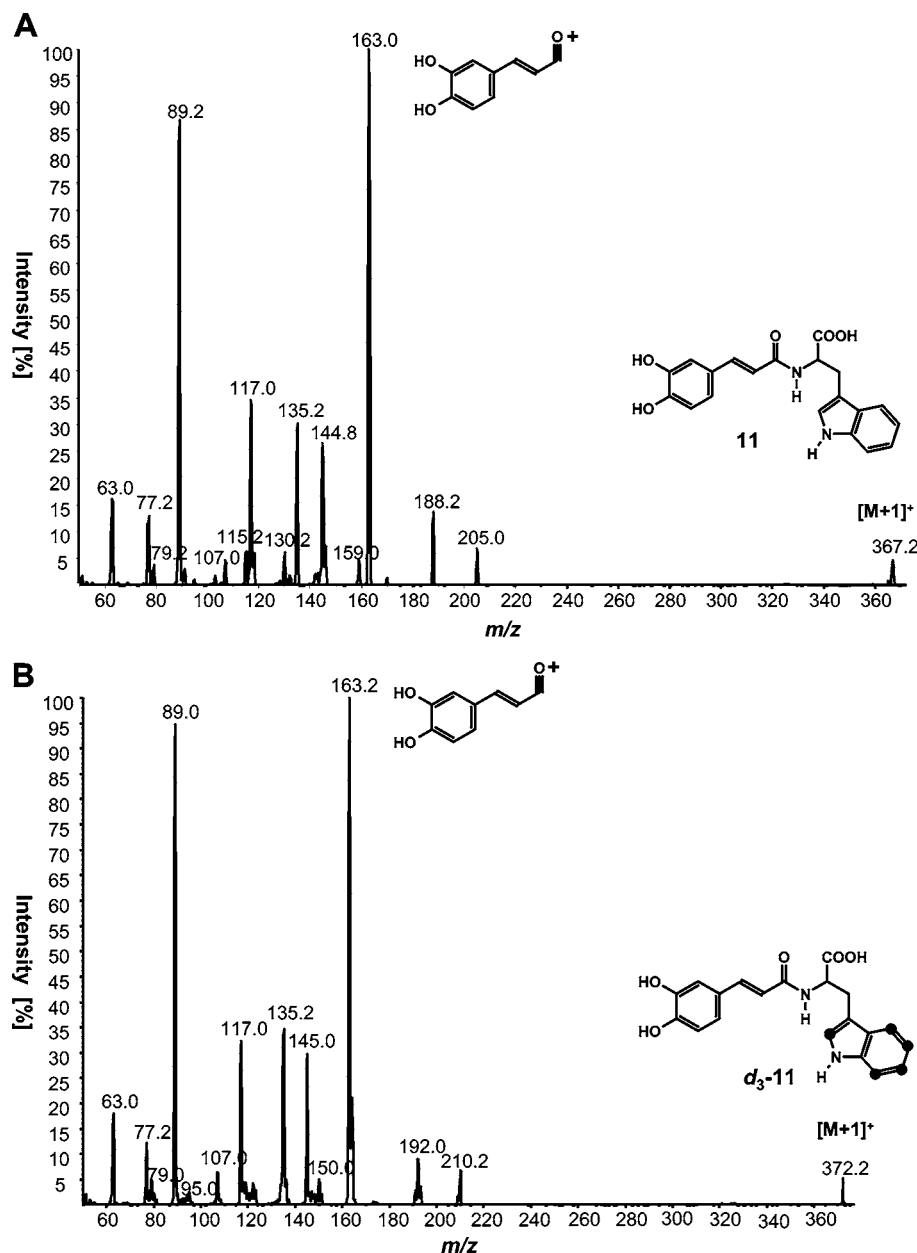 A
100
95
90
85
80
75
70
65
60
55
50
45
40
35
30
25
20
15
10
5
Intensity [%]
163.0
89.2
117.0
135.2
144.8
63.0
77.2
79.2
107.0
115.2
130.2
159.0
188.2
205.0
367.2
[M+1]+
HO
HO
O+
HO
HO
O
COOH
N
H
N
H
11
60 80 100 120 140 160 180 200 220 240 260 280 300 320 340 360
m/z
B
100
95
90
85
80
75
70
65
60
55
50
45
40
35
30
25
20
15
10
5
Intensity [%]
163.2
89.0
117.0
135.2
145.0
63.0
77.2
79.0
95.0
107.0
150.0
192.0
210.2
372.2
[M+1]+
HO
HO
O+
HO
HO
O
COOH
N
H
N
H
d3-11
60 80 100 120 140 160 180 200 220 240 260 280 300 320 340 360
m/z